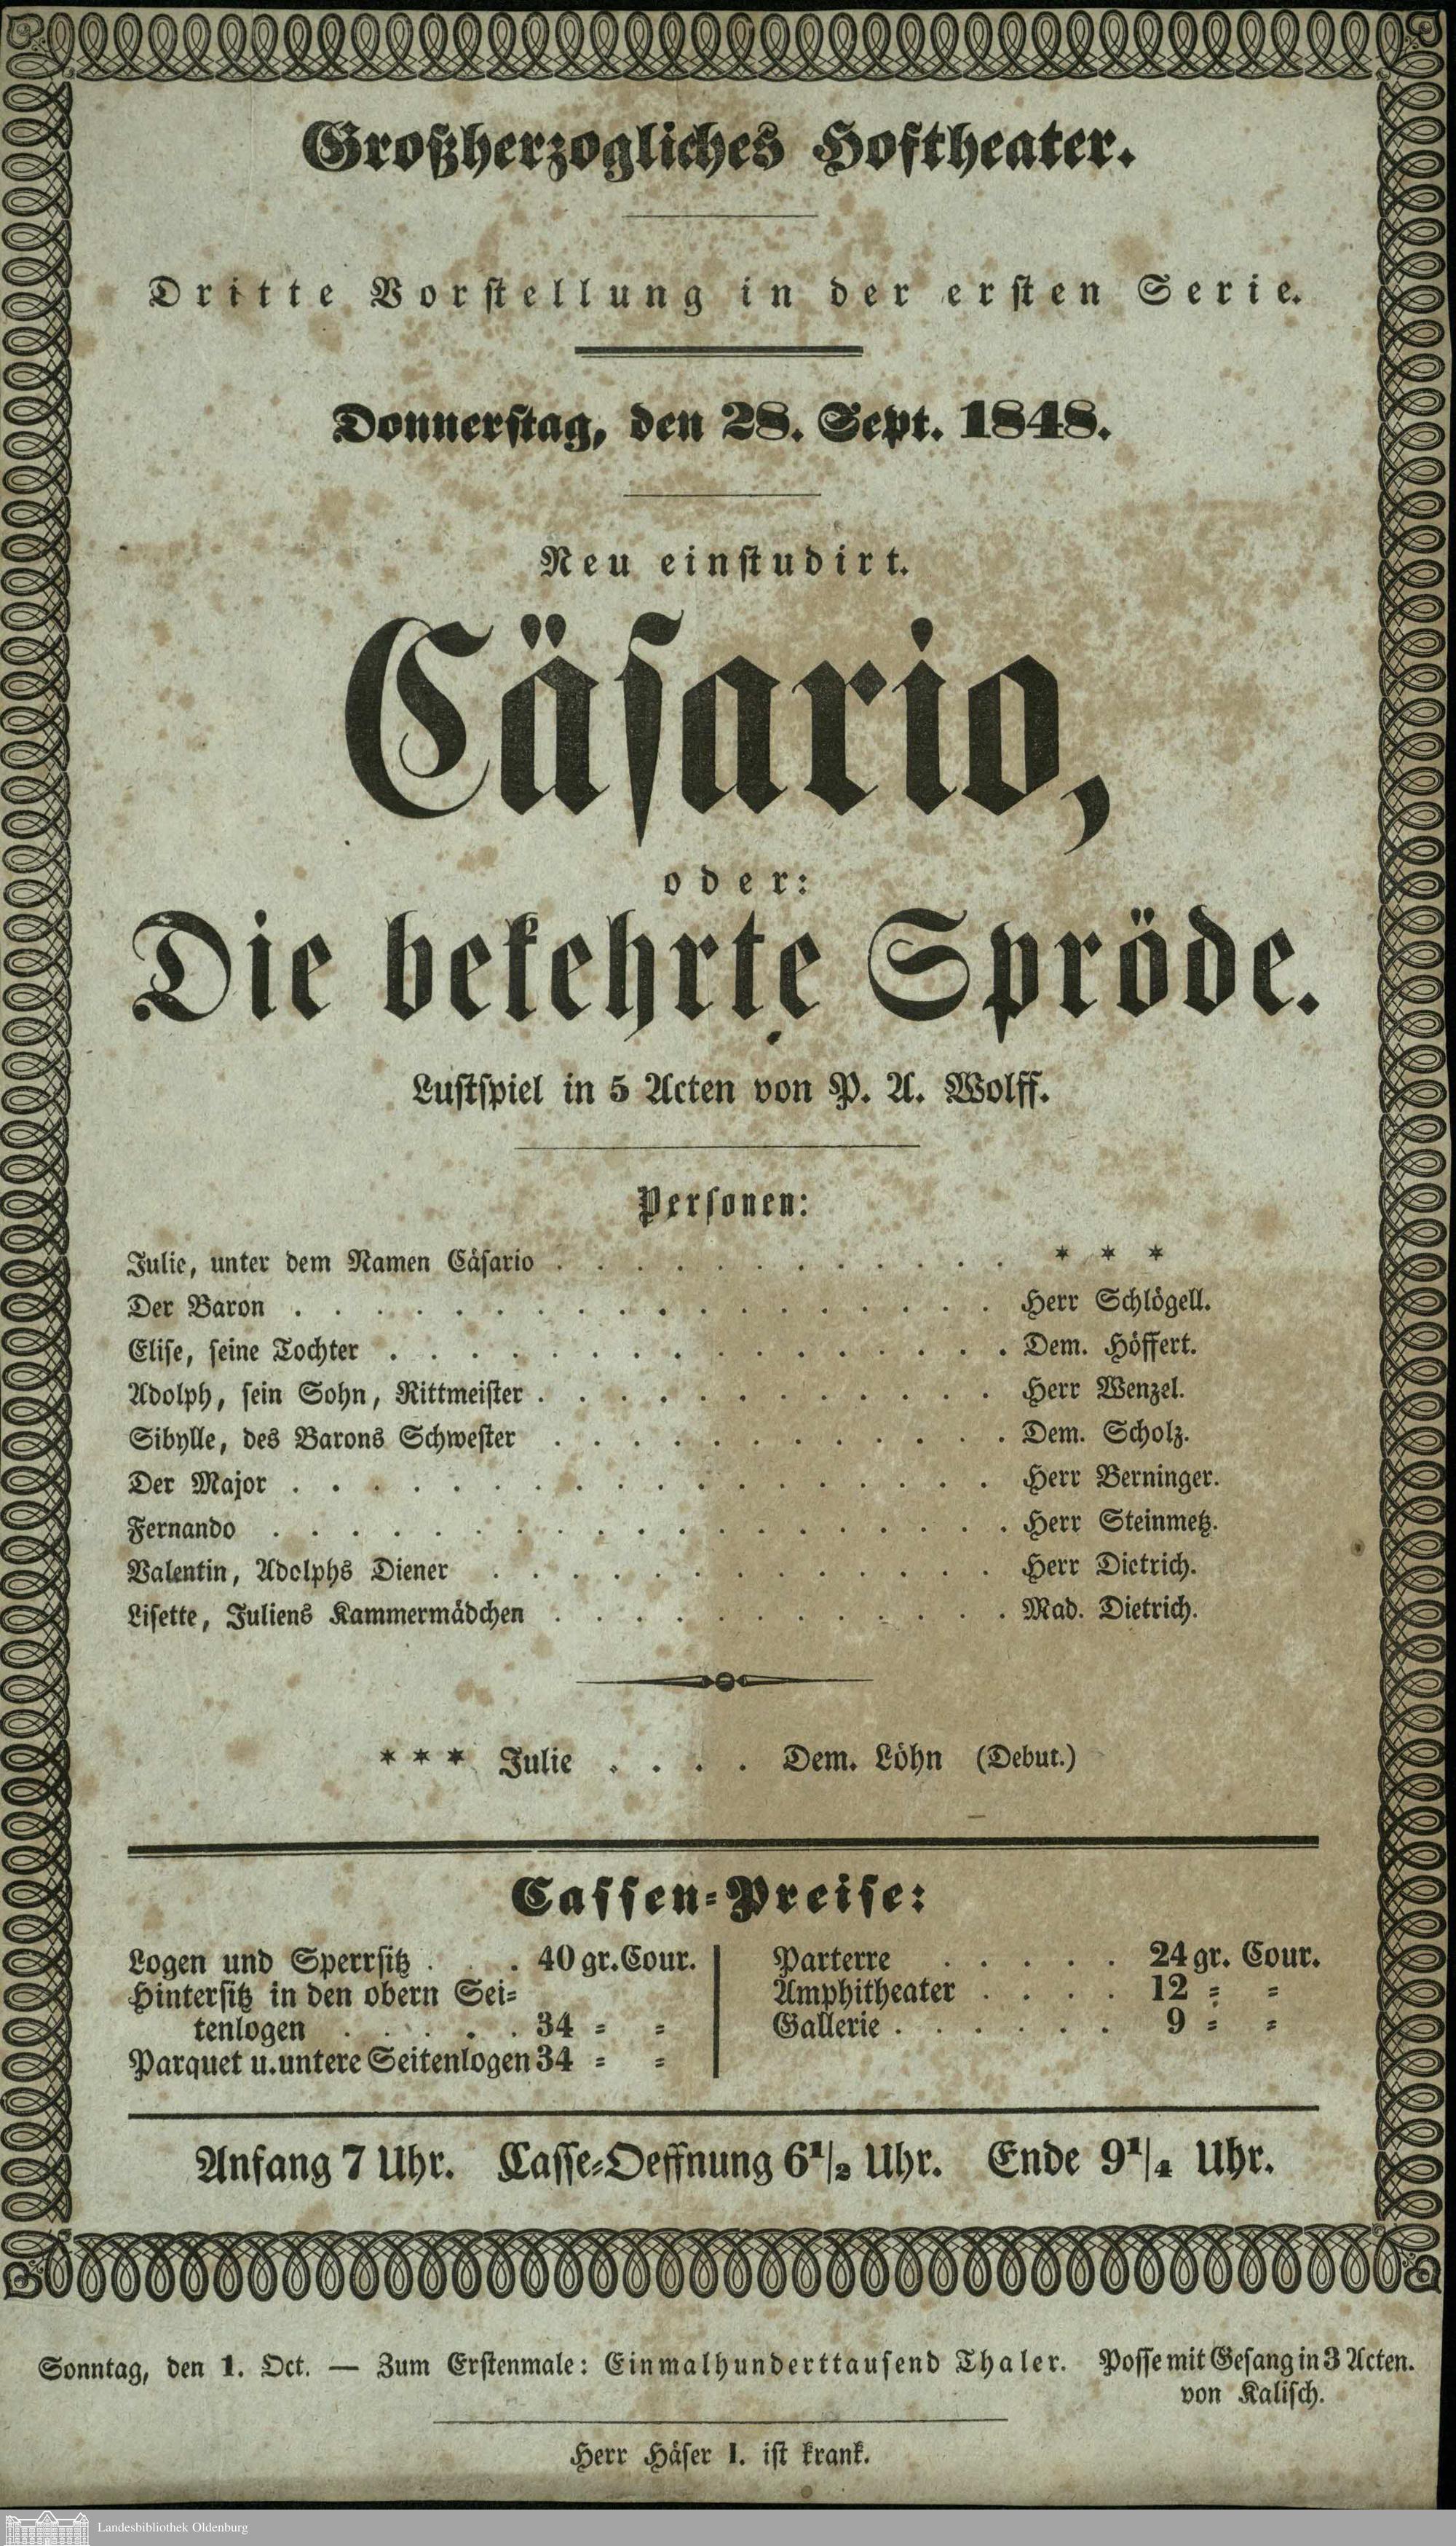 Großherzogliches Hoftheater.
Dritte Vorstellung in der ersten Serie.
Donnerstag, den 28. Sept. 1848.
Neu einstudirt.
Cäsario,
oder:
Die bekehrte Spröde.
Lustspiel in 5 Acten von P. A. Wolff.
Personen:
Julie, unter dem Namen Cäsario . . . . . . . . . . . . * * *
Der Baron . . . . . . . . . . . . . . . . . . Herr Schlögell.
Elise, seine Tochter . . . . . . . . . . . . . . . . Dem. Höffert.
Adolph, sein Sohn, Rittmeister . . . . . . . . . . . . Herr Wenzel.
Sibylle, des Barons Schwester . . . . . . . . . . . . Dem. Scholz.
Der Major . . . . . . . . . . . . . . . . . . Herr Berninger.
Fernando . . . . . . . . . . . . . . . . . . . Herr Steinmetz.
Valentin, Adolphs Diener . . . . . . . . . . . . . Herr Dietrich.
Lisette, Juliens Kammermädchen . . . . . . . . . . . . Mad. Dietrich.
* * * Julie . . . . Dem. Löhn (Debut.)
Cassen-Preise:
Logen und Sperrsitz . . . 40 gr. Cour.
Hintersitz in den obern Sei-
tenlogen . . . . . 34 = =
Parquet u. untere Seitenlogen 34 = =
Parterre . . . . . 24 gr. Cour.
Amphitheater . . . . 12 = =
Gallerie . . . . . . 9 = =
Anfang 7 Uhr. Casse-Oeffnung 6 1/2 Uhr. Ende 9 1/4 Uhr.
Sonntag, den 1. Oct. — Zum Erstenmale: Einmalhunderttausend Thaler. Posse mit Gesang in 3 Acten.
von Kalisch.
Herr Häser I. ist krank.
Landesbibliothek Oldenburg